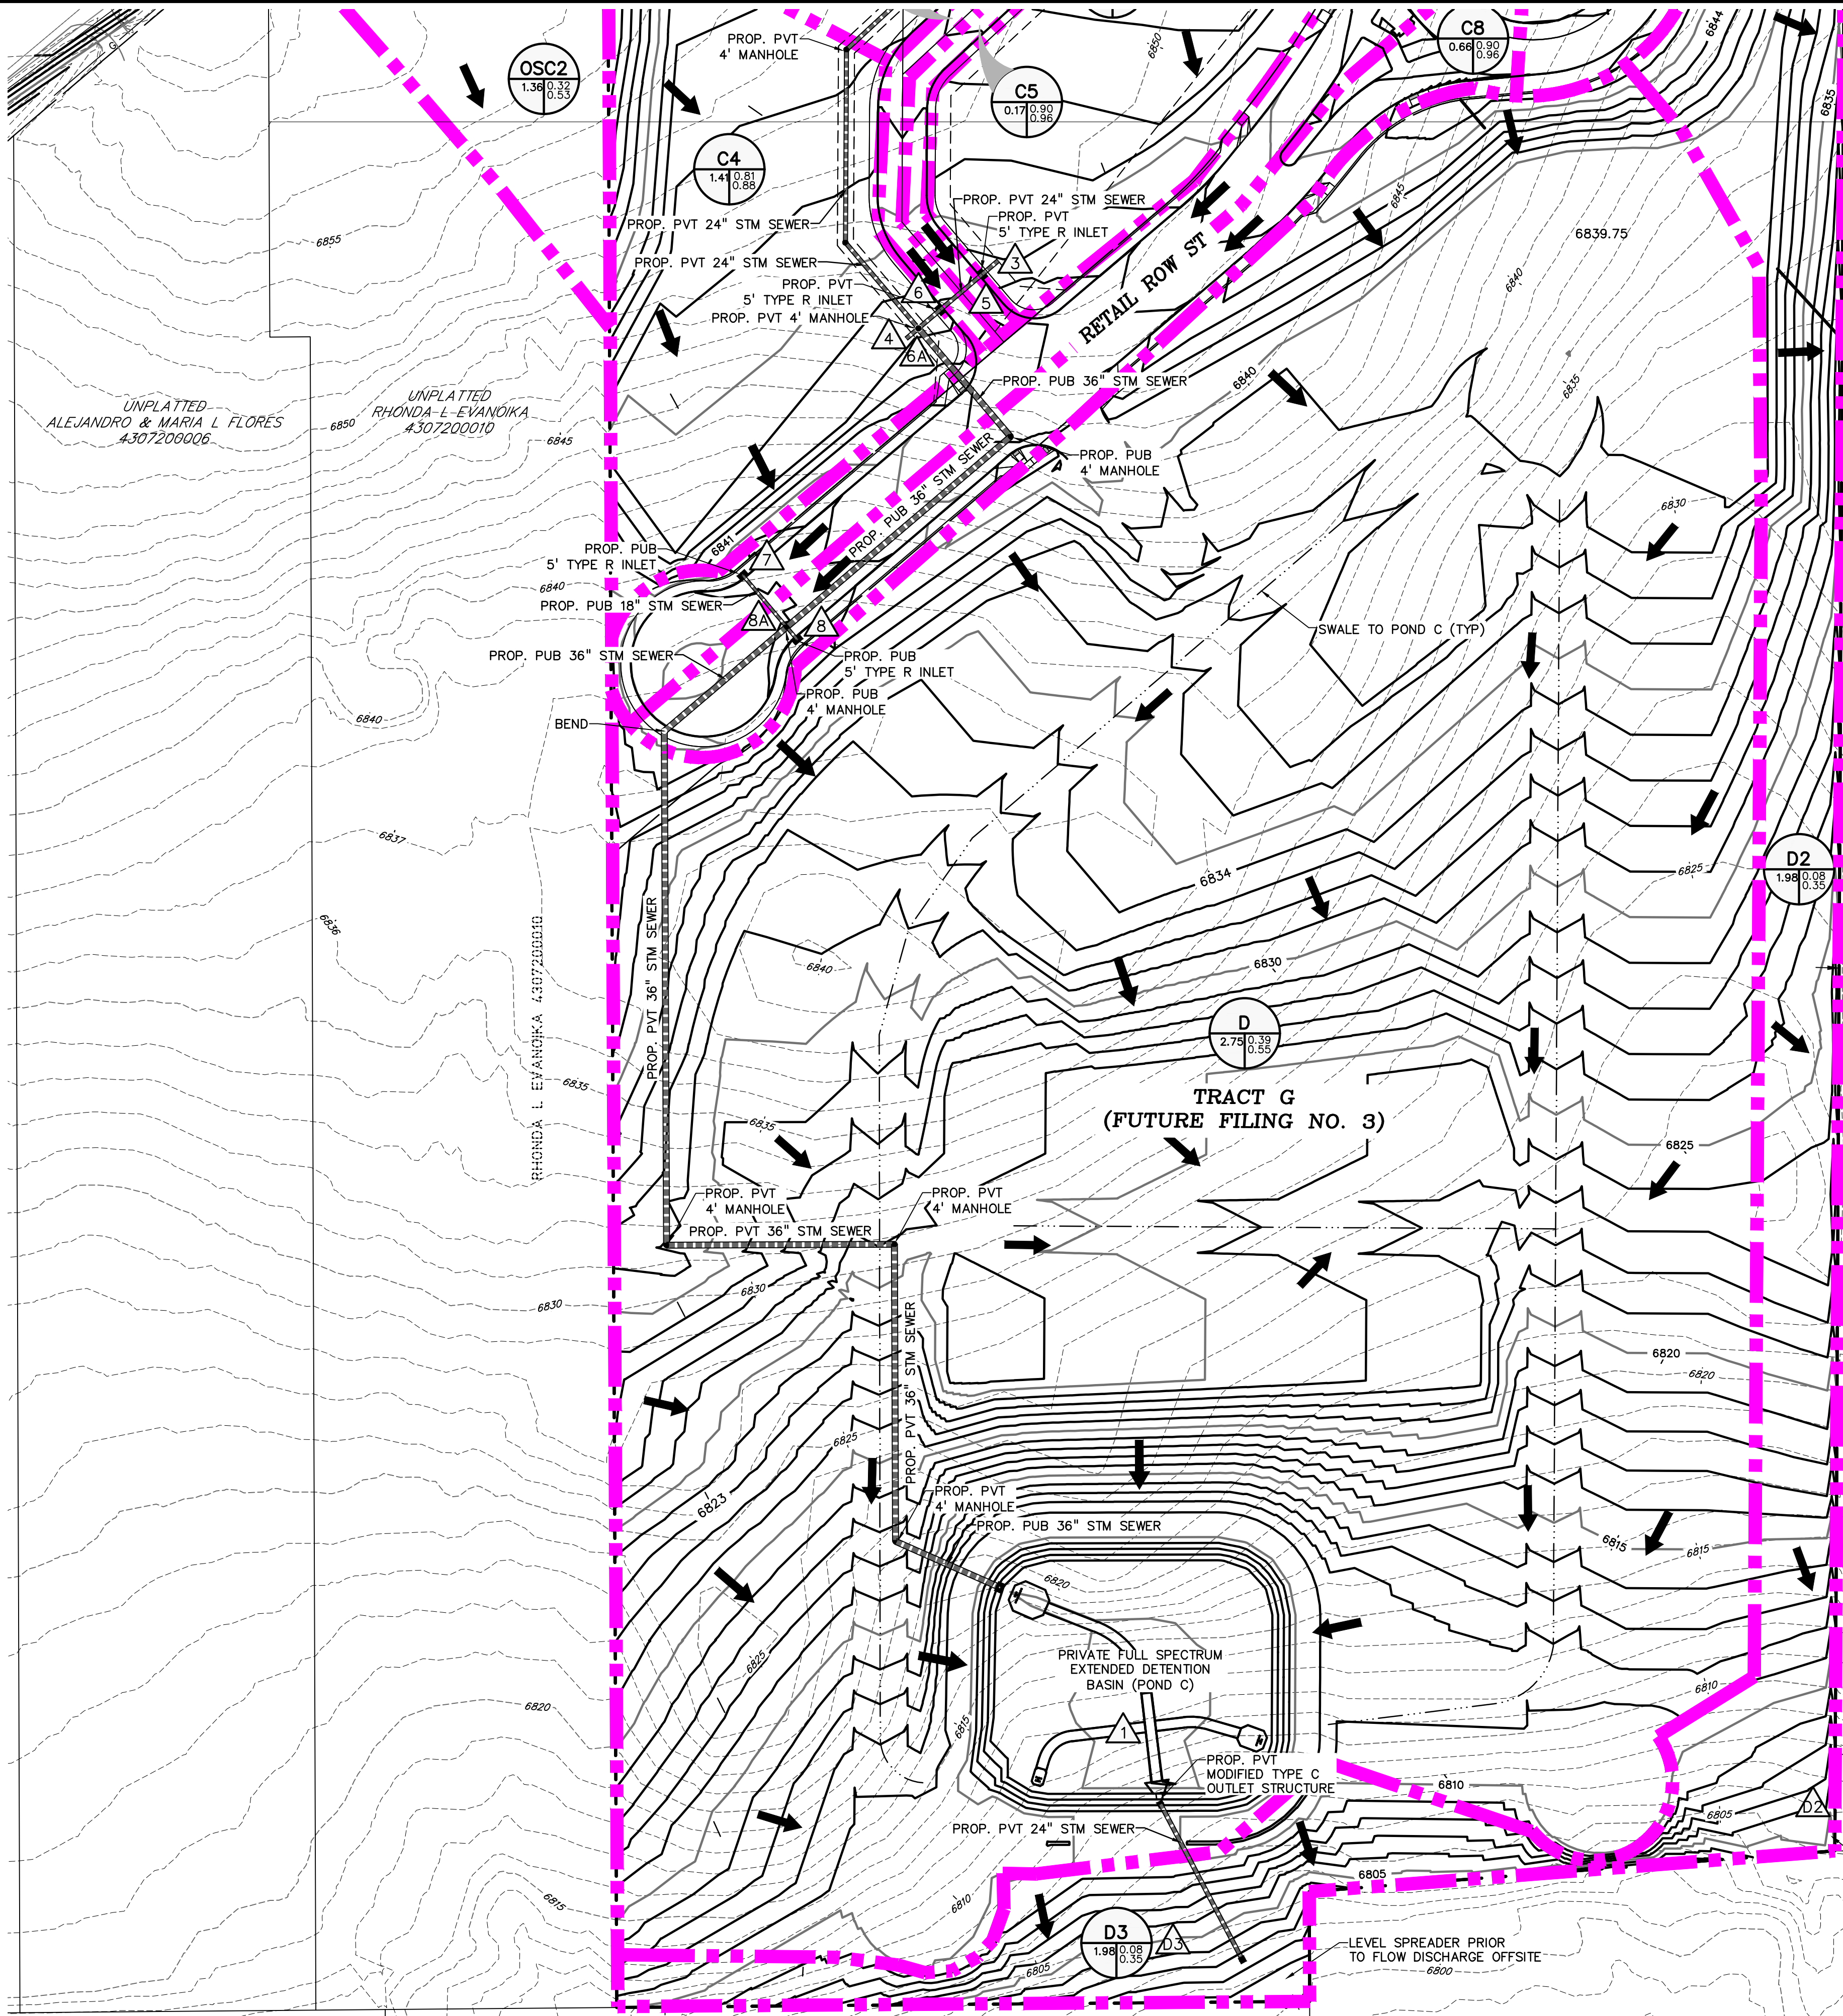 PROP. PVT
4' MANHOLE
OSC2
1.36
0.32
0.53
C5
0.17
0.90
0.96
C8
0.66
0.90
0.96
6850
6844
6835
C4
1.41
0.81
0.88
G
PROP. PVT 24" STM SEWER
PROP. PVT
5' TYPE R INLET
PROP. PVT 24" STM SEWER
PROP. PVT 24" STM SEWER
3
6845
6839.75
6855
RETAIL ROW ST
PROP. PVT
5' TYPE R INLET
6
5
6840
PROP. PVT 4' MANHOLE
4
6A
PROP. PUB 36" STM SEWER
6840
6835
UNPLATTED
ALEJANDRO & MARIA L FLORES
4307200006
UNPLATTED
RHONDA L EVANOIKA
4307200010
6850
6845
PROP. PUB
4' MANHOLE
PROP. PUB 36" STM SEWER
6830
6841
PROP. PUB
5' TYPE R INLET
7
6840
PROP. PUB 18" STM SEWER
8A
8
SWALE TO POND C (TYP)
PROP. PUB 36" STM SEWER
PROP. PUB
5' TYPE R INLET
PROP. PUB
4' MANHOLE
6840
BEND
6837
D2
1.98
0.08
0.35
6825
6834
6836
RHONDA L EVANOIKA 4307200010
PROP. PVT 36" STM SEWER
6840
6830
D
2.75
0.39
0.55
6835
TRACT G
(FUTURE FILING NO. 3)
6835
6825
PROP. PVT
4' MANHOLE
PROP. PVT
4' MANHOLE
PROP. PVT 36" STM SEWER
6830
6830
PROP. PVT 36" STM SEWER
6820
6820
6825
6823
PROP. PVT
4' MANHOLE
PROP. PUB 36" STM SEWER
6815
6815
6820
PRIVATE FULL SPECTRUM
EXTENDED DETENTION
BASIN (POND C)
6825
6820
6810
6815
1
PROP. PVT
MODIFIED TYPE C
OUTLET STRUCTURE
6810
D2
6805
PROP. PVT 24" STM SEWER
6805
6815
6810
D3
1.98
0.08
0.35
D3
LEVEL SPREADER PRIOR
TO FLOW DISCHARGE OFFSITE
6805
6800